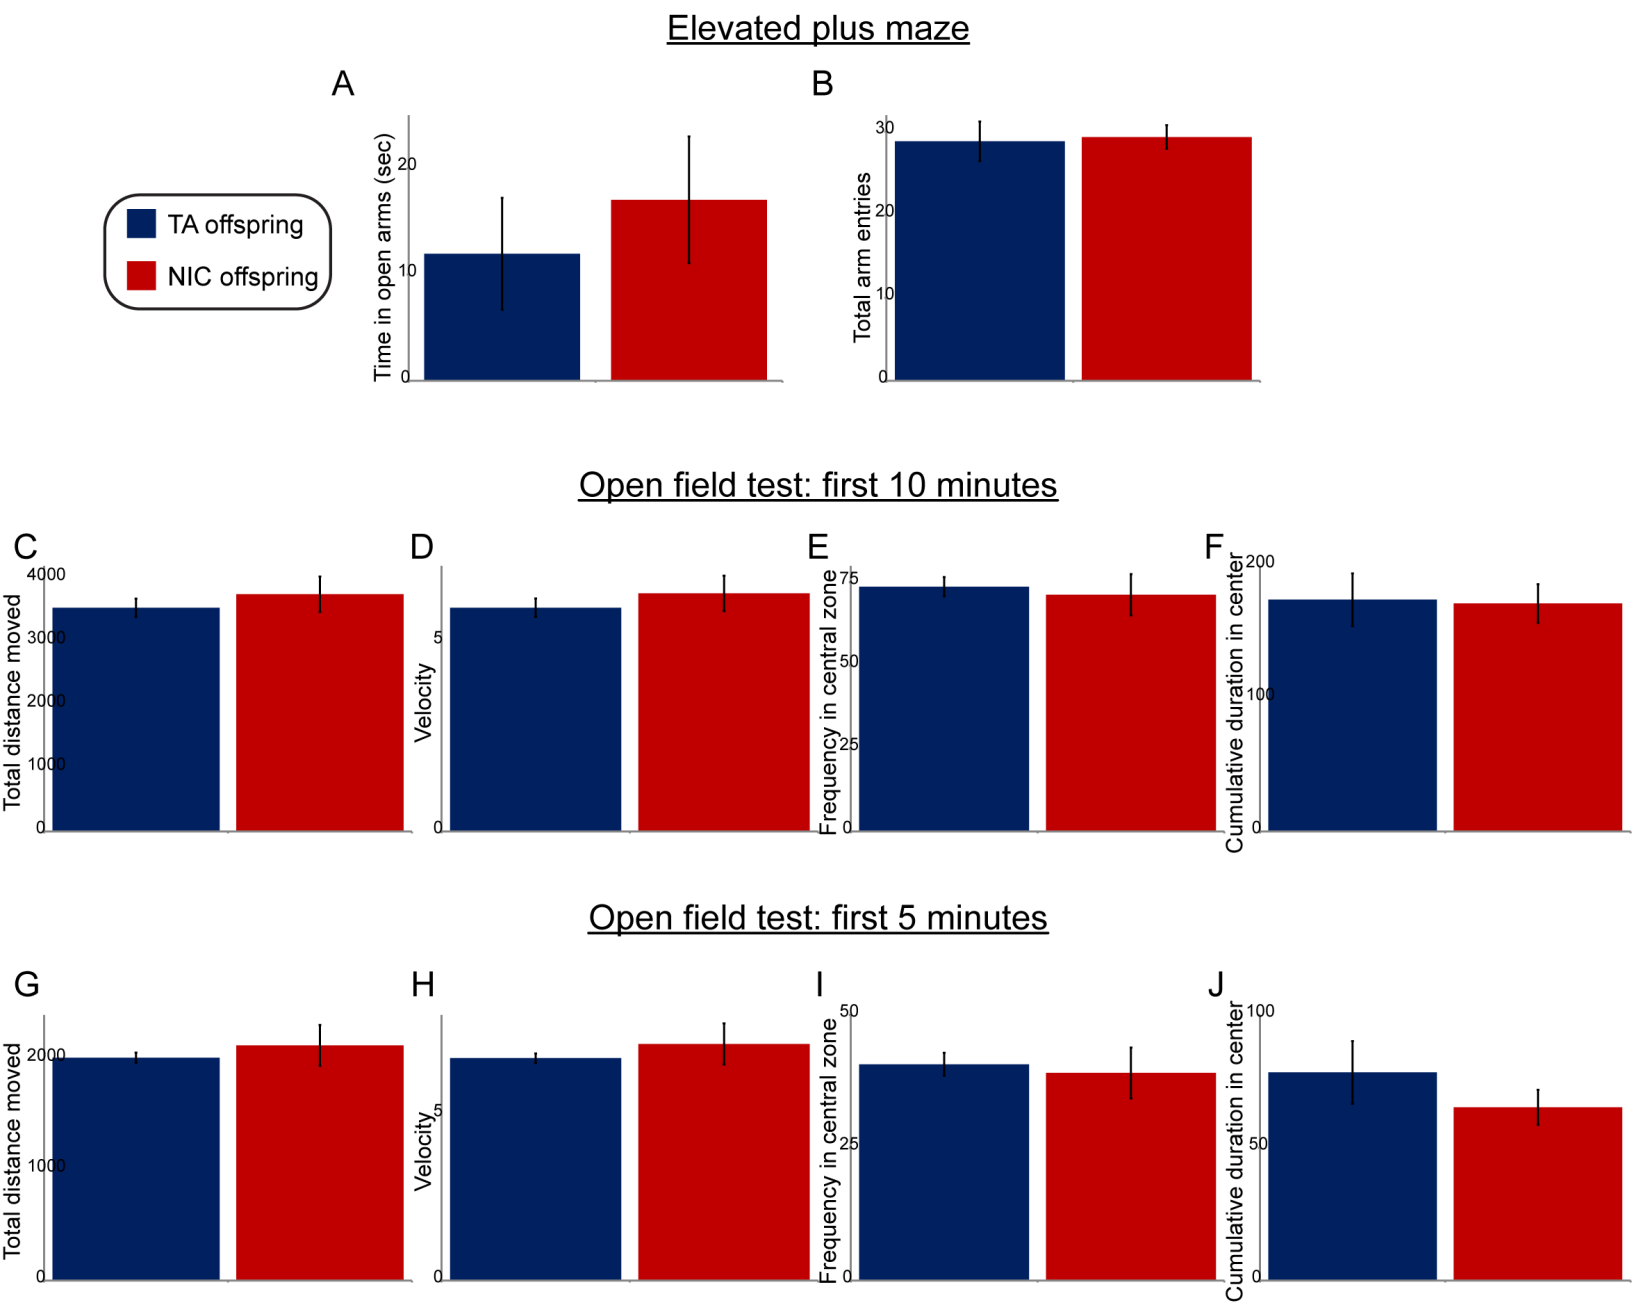 Elevated plus maze
A
B
Time in open arms (sec)
20
10
0
Total arm entries
30
20
10
0
TA offspring
NIC offspring
Open field test: first 10 minutes
C
D
E
F
Total distance moved
4000
3000
2000
1000
0
Velocity
5
0
Frequency in central zone
75
50
25
0
Cumulative duration in center
200
100
0
Open field test: first 5 minutes
G
H
I
J
Total distance moved
2000
1000
0
Velocity
5
0
Frequency in central zone
50
25
0
Cumulative duration in center
100
50
0